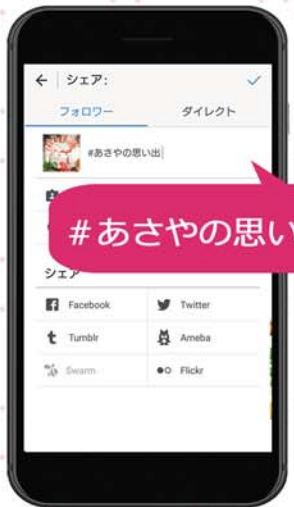 シェア:
フォロワー
ダイレクト
#あさやの思い出
#あさやの思い
シェア
Facebook
Twitter
Tumblr
Ameba
Swarm
Flickr